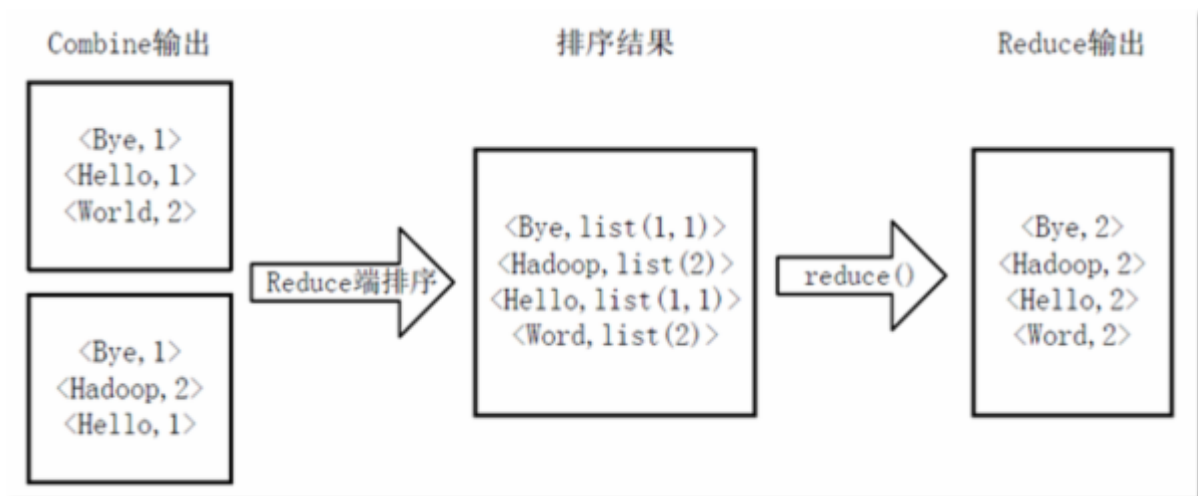 Combine输出
<Bye,1>
<Hello,1>
<World,2>
<Bye,1>
<Hadoop,2>
<Hello,1>
Reduce端排序
排序结果
<Bye,list(1,1)>
<Hadoop,list(2)>
<Hello,list(1,1)>
<Word,list(2)>
reduce()
Reduce输出
<Bye,2>
<Hadoop,2>
<Hello,2>
<Word,2>